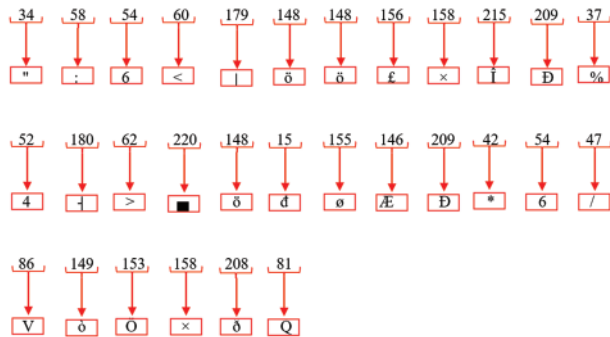 34 58 54 60 179 148 148 156 158 215 209 37
" : 6 < | ö ö £ × Î Ð %
52 180 62 220 148 15 155 146 209 42 54 47
4 ┤ > ▄ ö đ ø Æ Ð * 6 /
86 149 153 158 208 81
V ò Ö × ð Q